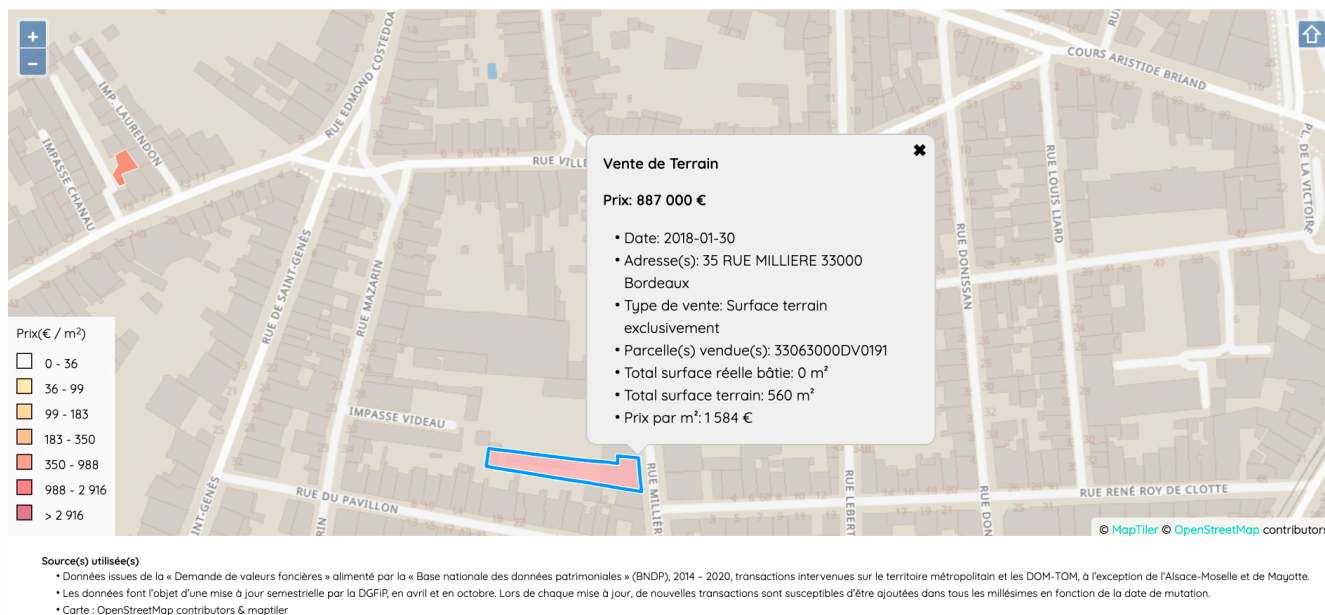 +
−
COURS ARISTIDE BRIAND
RUE EDMOND COSTEDOA
IMP. LAURENDON
IMPASSE CHANAU
RUE VILLE
PL. DE LA VICTOIRE
RUE LOUIS LIARD
RUE DONISSAN
RUE DE SAINT-GENÈS
RUE MAZARIN
Vente de Terrain
✖
Prix: 887 000 €
• Date: 2018-01-30
• Adresse(s): 35 RUE MILLIERE 33000
Bordeaux
• Type de vente: Surface terrain
exclusivement
• Parcelle(s) vendue(s): 33063000DV0191
• Total surface réelle bâtie: 0 m²
• Total surface terrain: 560 m²
• Prix par m²: 1 584 €
Prix(€ / m²)
0 - 36
36 - 99
99 - 183
183 - 350
350 - 988
988 - 2 916
> 2 916
IMPASSE VIDEAU
RUE DU PAVILLON
INT-GENÈS
RIN
RUE MILLIÈR
RUE LEBERT
RUE DON
RUE RENÉ ROY DE CLOTTE
© MapTiler © OpenStreetMap contributors
Source(s) utilisée(s)
• Données issues de la « Demande de valeurs foncières » alimenté par la « Base nationale des données patrimoniales » (BNDP), 2014 – 2020, transactions intervenues sur le territoire métropolitain et les DOM-TOM, à l'exception de l'Alsace-Moselle et de Mayotte.
• Les données font l'objet d'une mise à jour semestrielle par la DGFiP, en avril et en octobre. Lors de chaque mise à jour, de nouvelles transactions sont susceptibles d'être ajoutées dans tous les millésimes en fonction de la date de mutation.
• Carte : OpenStreetMap contributors & maptiler